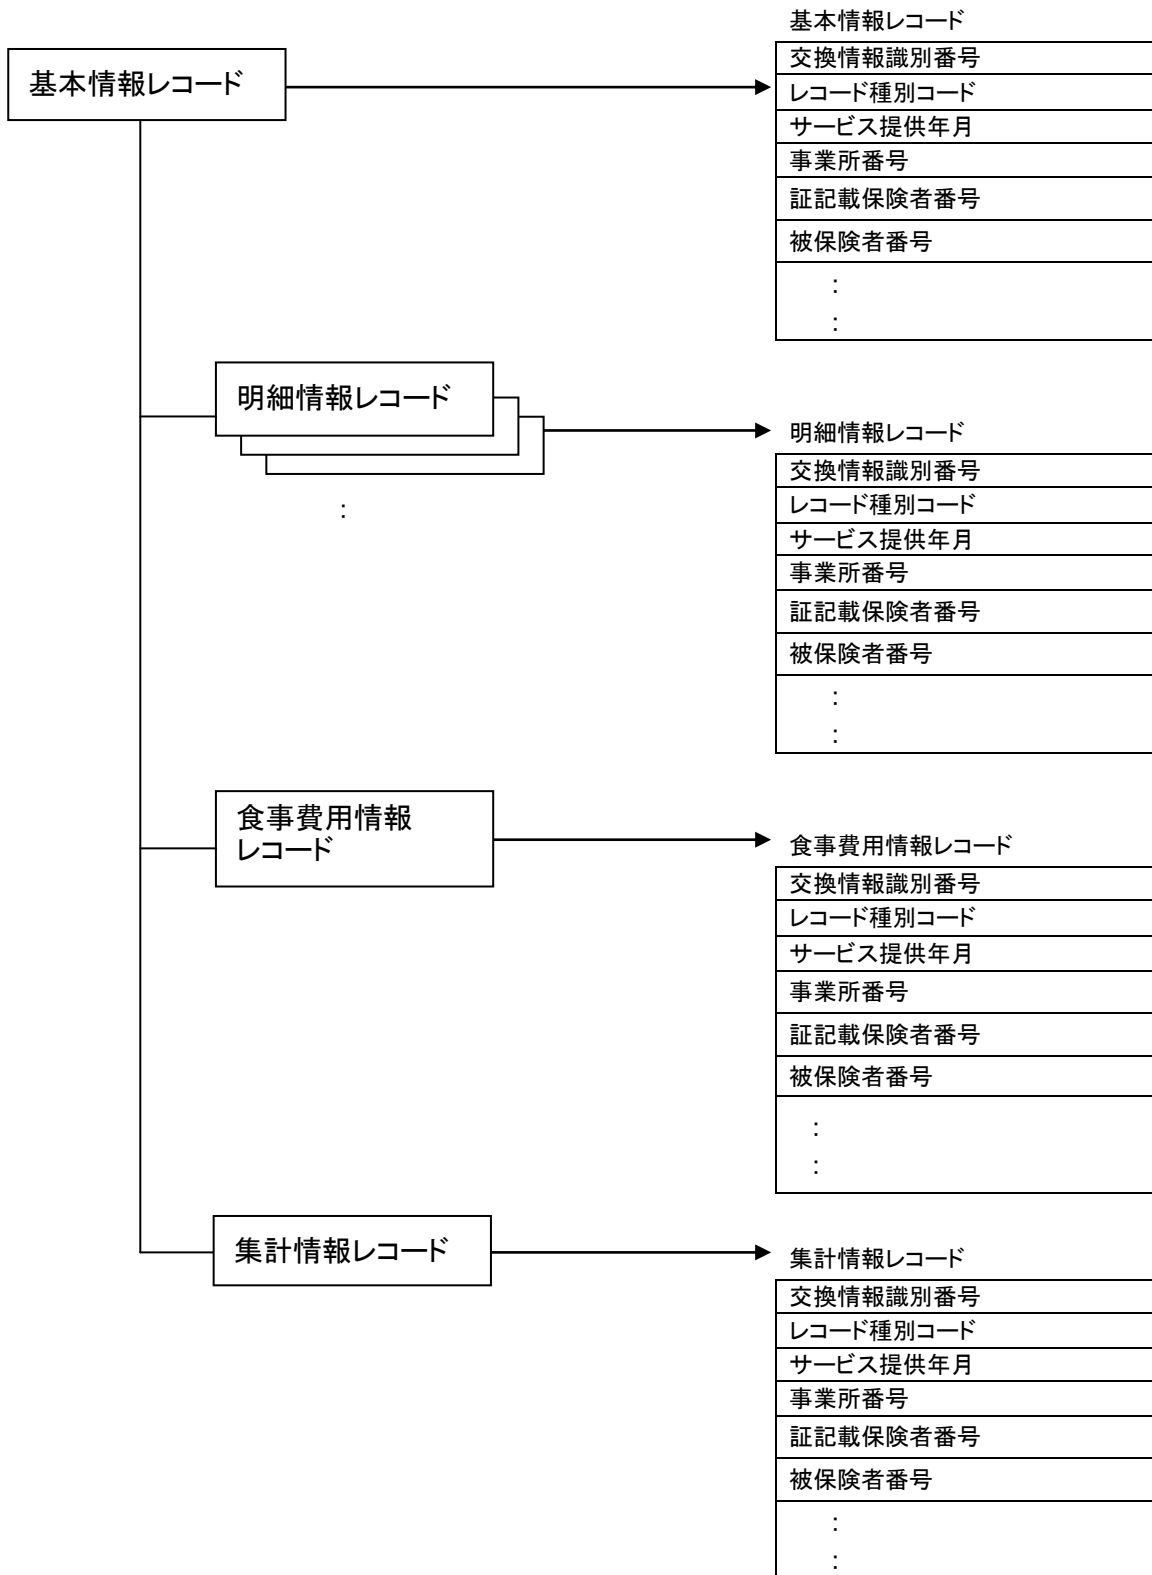 基本情報レコード
基本情報レコード
交換情報識別番号
レコード種別コード
サービス提供年月
事業所番号
証記載保険者番号
被保険者番号
:
:
明細情報レコード
:
明細情報レコード
交換情報識別番号
レコード種別コード
サービス提供年月
事業所番号
証記載保険者番号
被保険者番号
:
:
食事費用情報
レコード
食事費用情報レコード
交換情報識別番号
レコード種別コード
サービス提供年月
事業所番号
証記載保険者番号
被保険者番号
:
:
集計情報レコード
集計情報レコード
交換情報識別番号
レコード種別コード
サービス提供年月
事業所番号
証記載保険者番号
被保険者番号
:
: